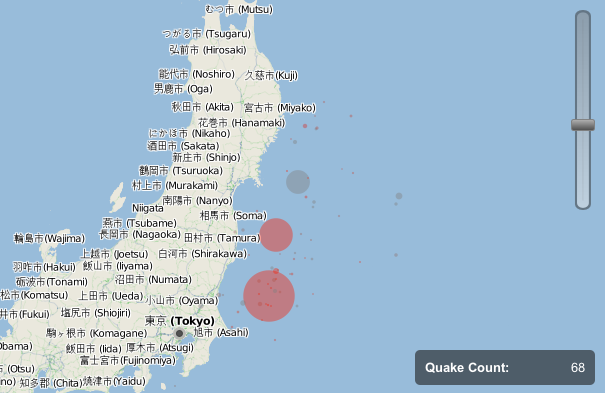 むつ市 (Mutsu)
つがる市 (Tsugaru)
弘前市 (Hirosaki)
能代市 (Noshiro)
久慈市(Kuji)
男鹿市 (Oga)
秋田市 (Akita)
宮古市 (Miyako)
花巻市 (Hanamaki)
にかほ市 (Nikaho)
酒田市 (Sakata)
新庄市 (Shinjo)
鶴岡市 (Tsuruoka)
村上市 (Murakami)
南陽市 (Nanyo)
Niigata
相馬市 (Soma)
燕市 (Tsubame)
長岡市 (Nagaoka)
田村市 (Tamura)
輪島市(Wajima)
上越市 (Joetsu)
白河市 (Shirakawa)
羽咋市(Hakui)
飯山市 (Iiyama)
砺波市(Tonami)
沼田市 (Numata)
松市(Komatsu)
上田市 (Ueda)
小山市 (Oyama)
井市(Fukui)
塩尻市 (Shiojiri)
東京 (Tokyo)
駒ヶ根市 (Komagane)
旭市 (Asahi)
Obama)
飯田市 (Iida)
厚木市 (Atsugi)
富士宮市(Fujinomiya)
市 (Otsu)
知多郡 (Chita)
焼津市(Yaidu)
Quake Count: 68